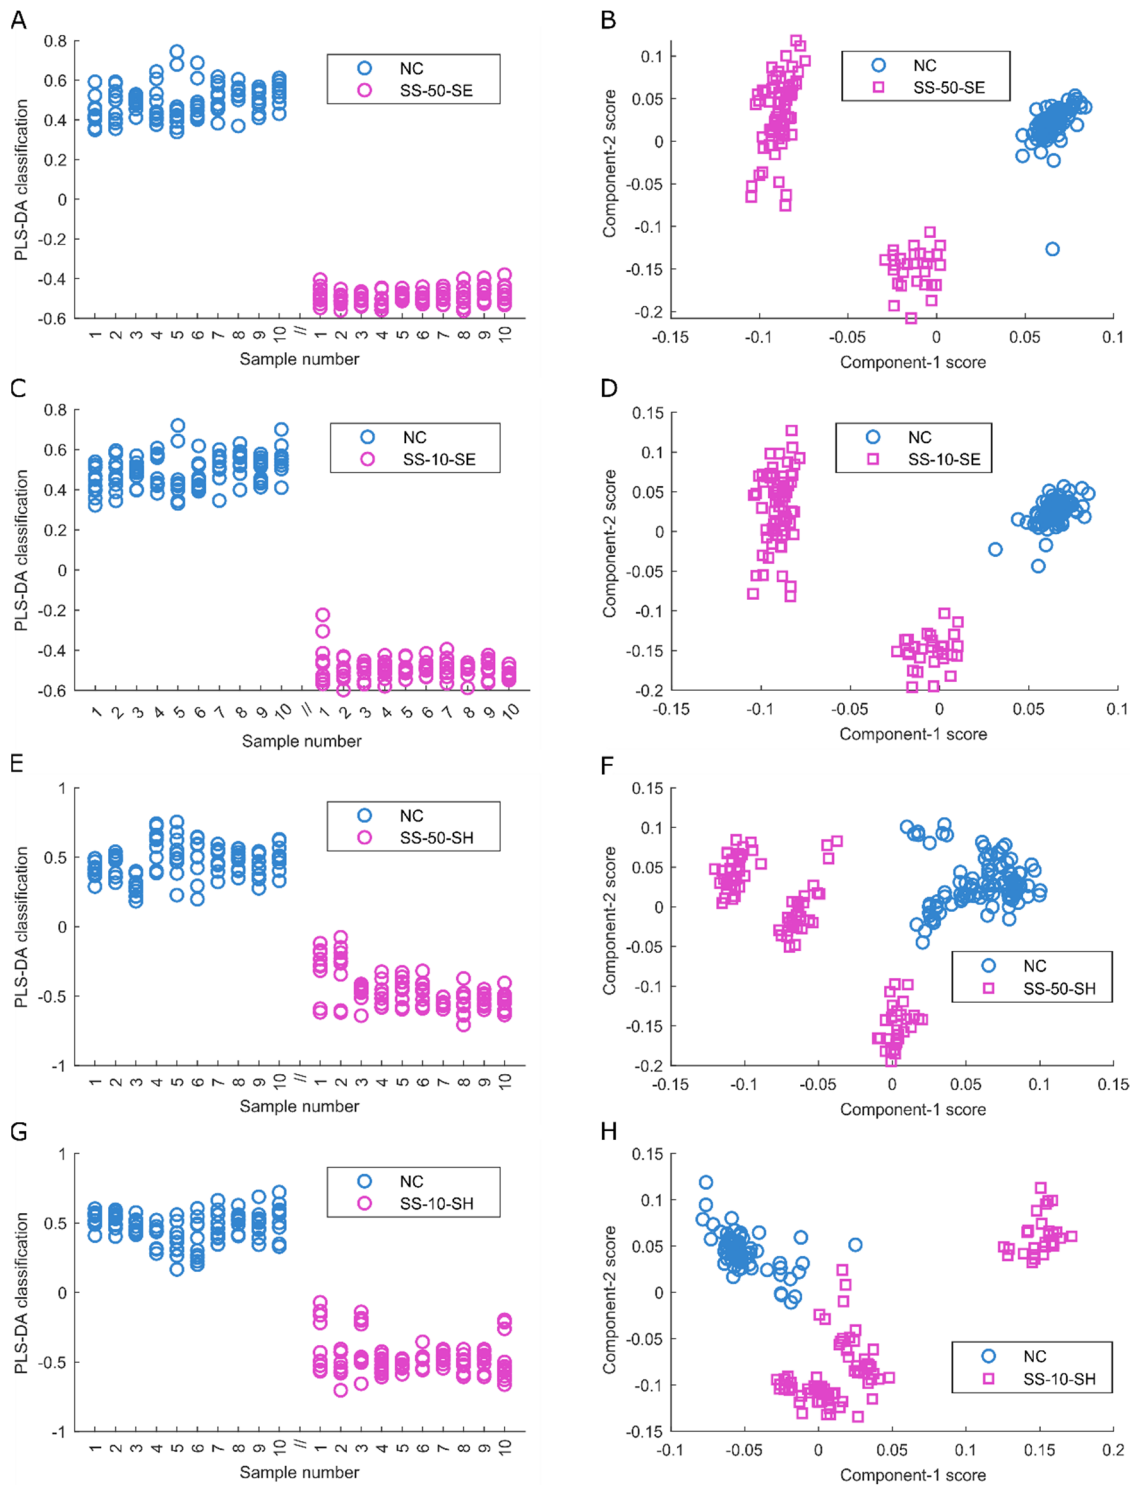 A
0.8
0.6
0.4
0.2
0
-0.2
-0.4
-0.6
PLS-DA classification
NC
SS-50-SE
1 2 3 4 5 6 7 8 9 10 // 1 2 3 4 5 6 7 8 9 10
Sample number
B
0.1
0.05
0
-0.05
-0.1
-0.15
-0.2
Component-2 score
NC
SS-50-SE
-0.15 -0.1 -0.05 0 0.05 0.1
Component-1 score
C
0.8
0.6
0.4
0.2
0
-0.2
-0.4
-0.6
PLS-DA classification
NC
SS-10-SE
1 2 3 4 5 6 7 8 9 10 // 1 2 3 4 5 6 7 8 9 10
Sample number
D
0.15
0.1
0.05
0
-0.05
-0.1
-0.15
-0.2
Component-2 score
NC
SS-10-SE
-0.15 -0.1 -0.05 0 0.05 0.1
Component-1 score
E
1
0.5
0
-0.5
-1
PLS-DA classification
NC
SS-50-SH
1 2 3 4 5 6 7 8 9 10 // 1 2 3 4 5 6 7 8 9 10
Sample number
F
0.15
0.1
0.05
0
-0.05
-0.1
-0.15
-0.2
Component-2 score
NC
SS-50-SH
-0.15 -0.1 -0.05 0 0.05 0.1 0.15
Component-1 score
G
1
0.5
0
-0.5
-1
PLS-DA classification
NC
SS-10-SH
1 2 3 4 5 6 7 8 9 10 // 1 2 3 4 5 6 7 8 9 10
Sample number
H
0.15
0.1
0.05
0
-0.05
-0.1
-0.15
Component-2 score
NC
SS-10-SH
-0.1 -0.05 0 0.05 0.1 0.15 0.2
Component-1 score